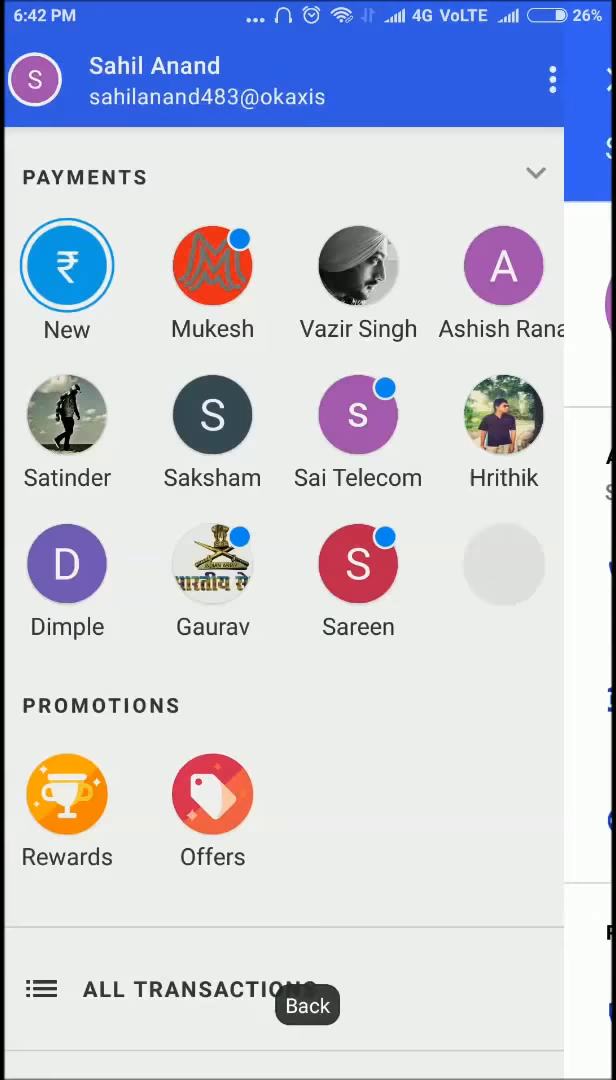 6:42 PM ... 4G VoLTE 26%
S
Sahil Anand
sahilanand483@okaxis
PAYMENTS
₹ M A
New Mukesh Vazir Singh Ashish Rana
S s
Satinder Saksham Sai Telecom Hrithik
D भारतीय से S
Dimple Gaurav Sareen
PROMOTIONS
Rewards Offers
ALL TRANSACTIONS
Back